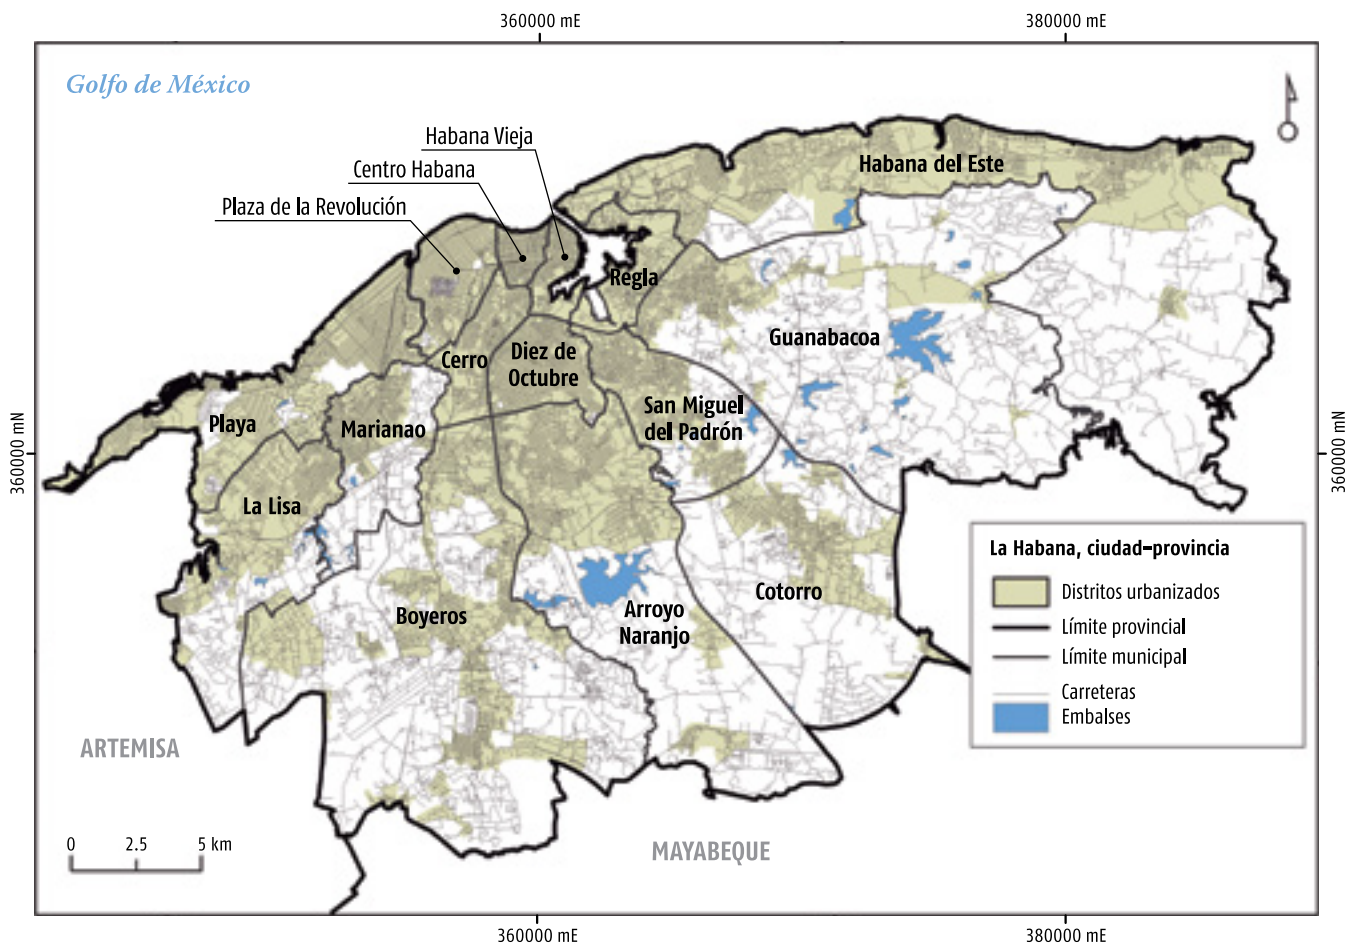 360000 mE
380000 mE
Golfo de México
Habana Vieja
Centro Habana
Plaza de la Revolución
Habana del Este
Regla
Guanabacoa
Cerro
Diez de
Octubre
San Miguel
del Padrón
Playa
Marianao
La Lisa
360000 mN
360000 mN
Boyeros
Arroyo
Naranjo
Cotorro
La Habana, ciudad-provincia
Distritos urbanizados
Límite provincial
Límite municipal
Carreteras
Embalses
ARTEMISA
MAYABEQUE
0 2.5 5 km
360000 mE
380000 mE